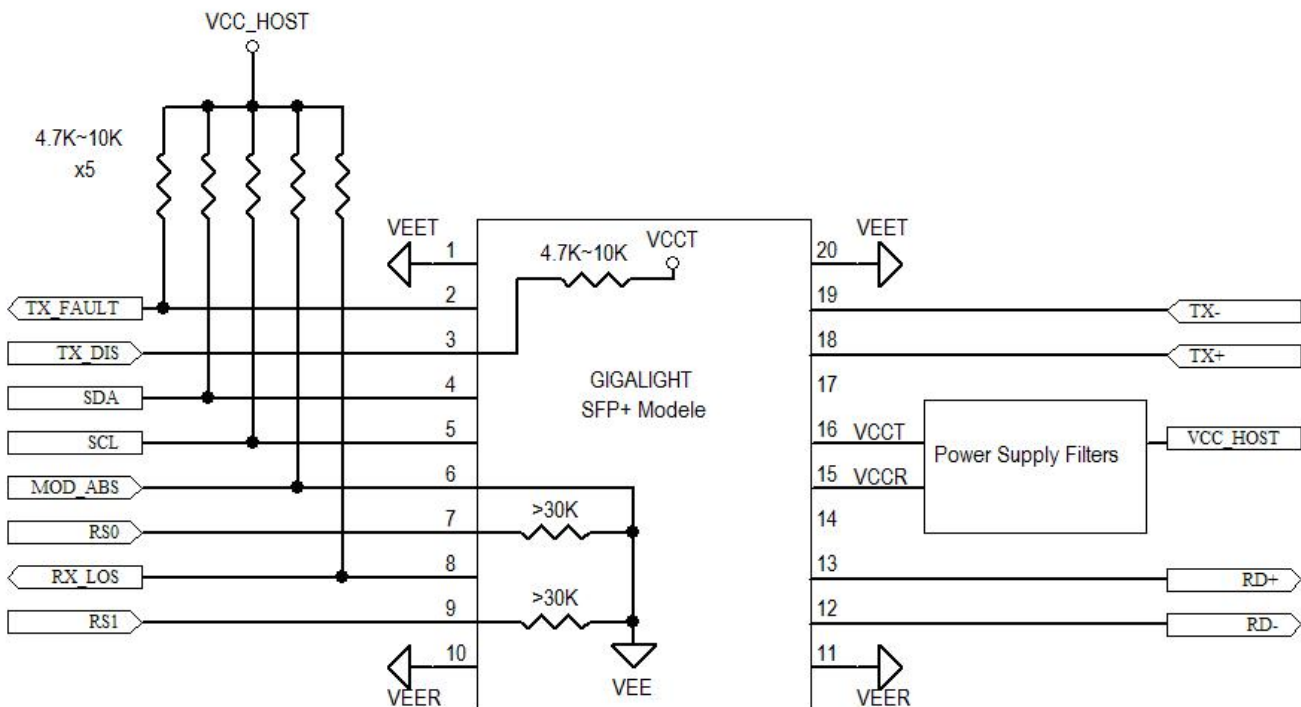 VCC_HOST
4.7K~10K
x5
VEET
1
4.7K~10K
VCCT
20
VEET
TX_FAULT
2
19
TX-
TX_DIS
3
18
TX+
SDA
4
GIGALIGHT
SFP+ Modele
17
SCL
5
16
VCCT
Power Supply Filters
VCC_HOST
MOD_ABS
6
15
VCCR
RS0
7
>30K
14
RX_LOS
8
13
RD+
RS1
9
>30K
12
RD-
10
VEER
VEE
11
VEER